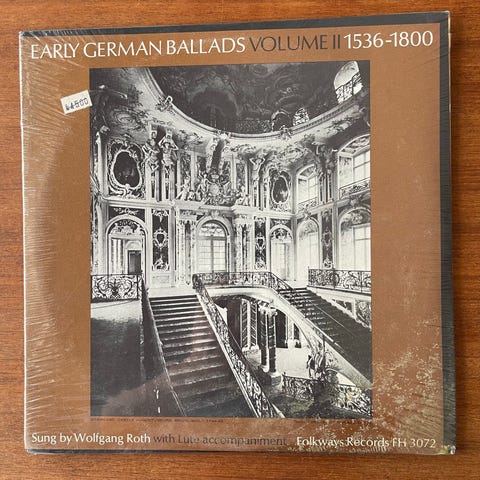 EARLY GERMAN BALLADS VOLUME II 1536-1800
Sung by Wolfgang Roth with Lute accompaniment Folkways Records FH 3072